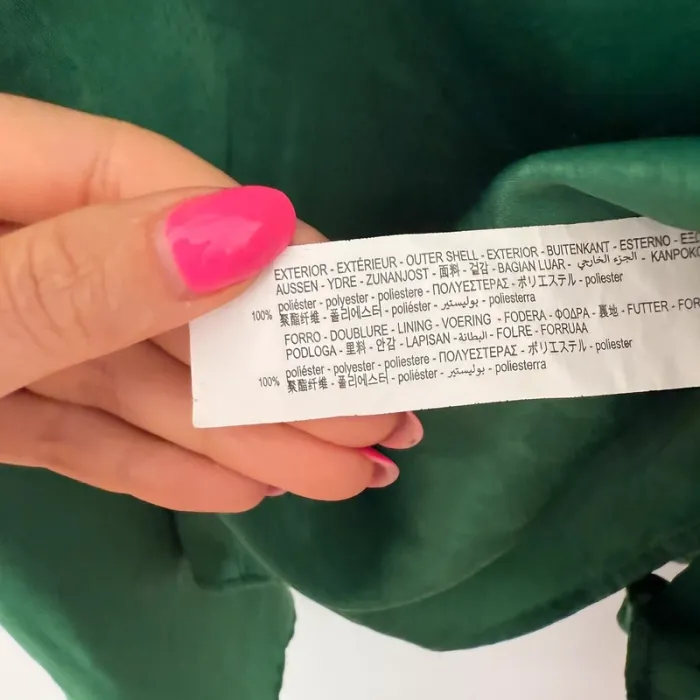 EXTERIOR - EXTÉRIEUR - OUTER SHELL - EXTERIOR - BUITENKANT - ESTERNO -
AUSSEN - YDRE - ZUNANJOST - 面料 - 겉감 - BAGIAN LUAR - الجزء الخارجي -
poliéster - polyester - poliestere - ΠΟΛΥΕΣΤΕΡΑΣ - ポリエステル - poliester
100% 聚酯纤维 - 폴리에스터 - poliéster - بوليستير - poliesterra
FORRO - DOUBLURE - LINING - VOERING - FODERA - ΦΟΔΡΑ - 裏地 - FUTTER -
PODLOGA - 里料 - 안감 - LAPISAN - البطانة - FOLRE - FORRUAA
poliéster - polyester - poliestere - ΠΟΛΥΕΣΤΕΡΑΣ - ポリエステル - poliester
100% 聚酯纤维 - 폴리에스터 - poliéster - بوليستير - poliesterra